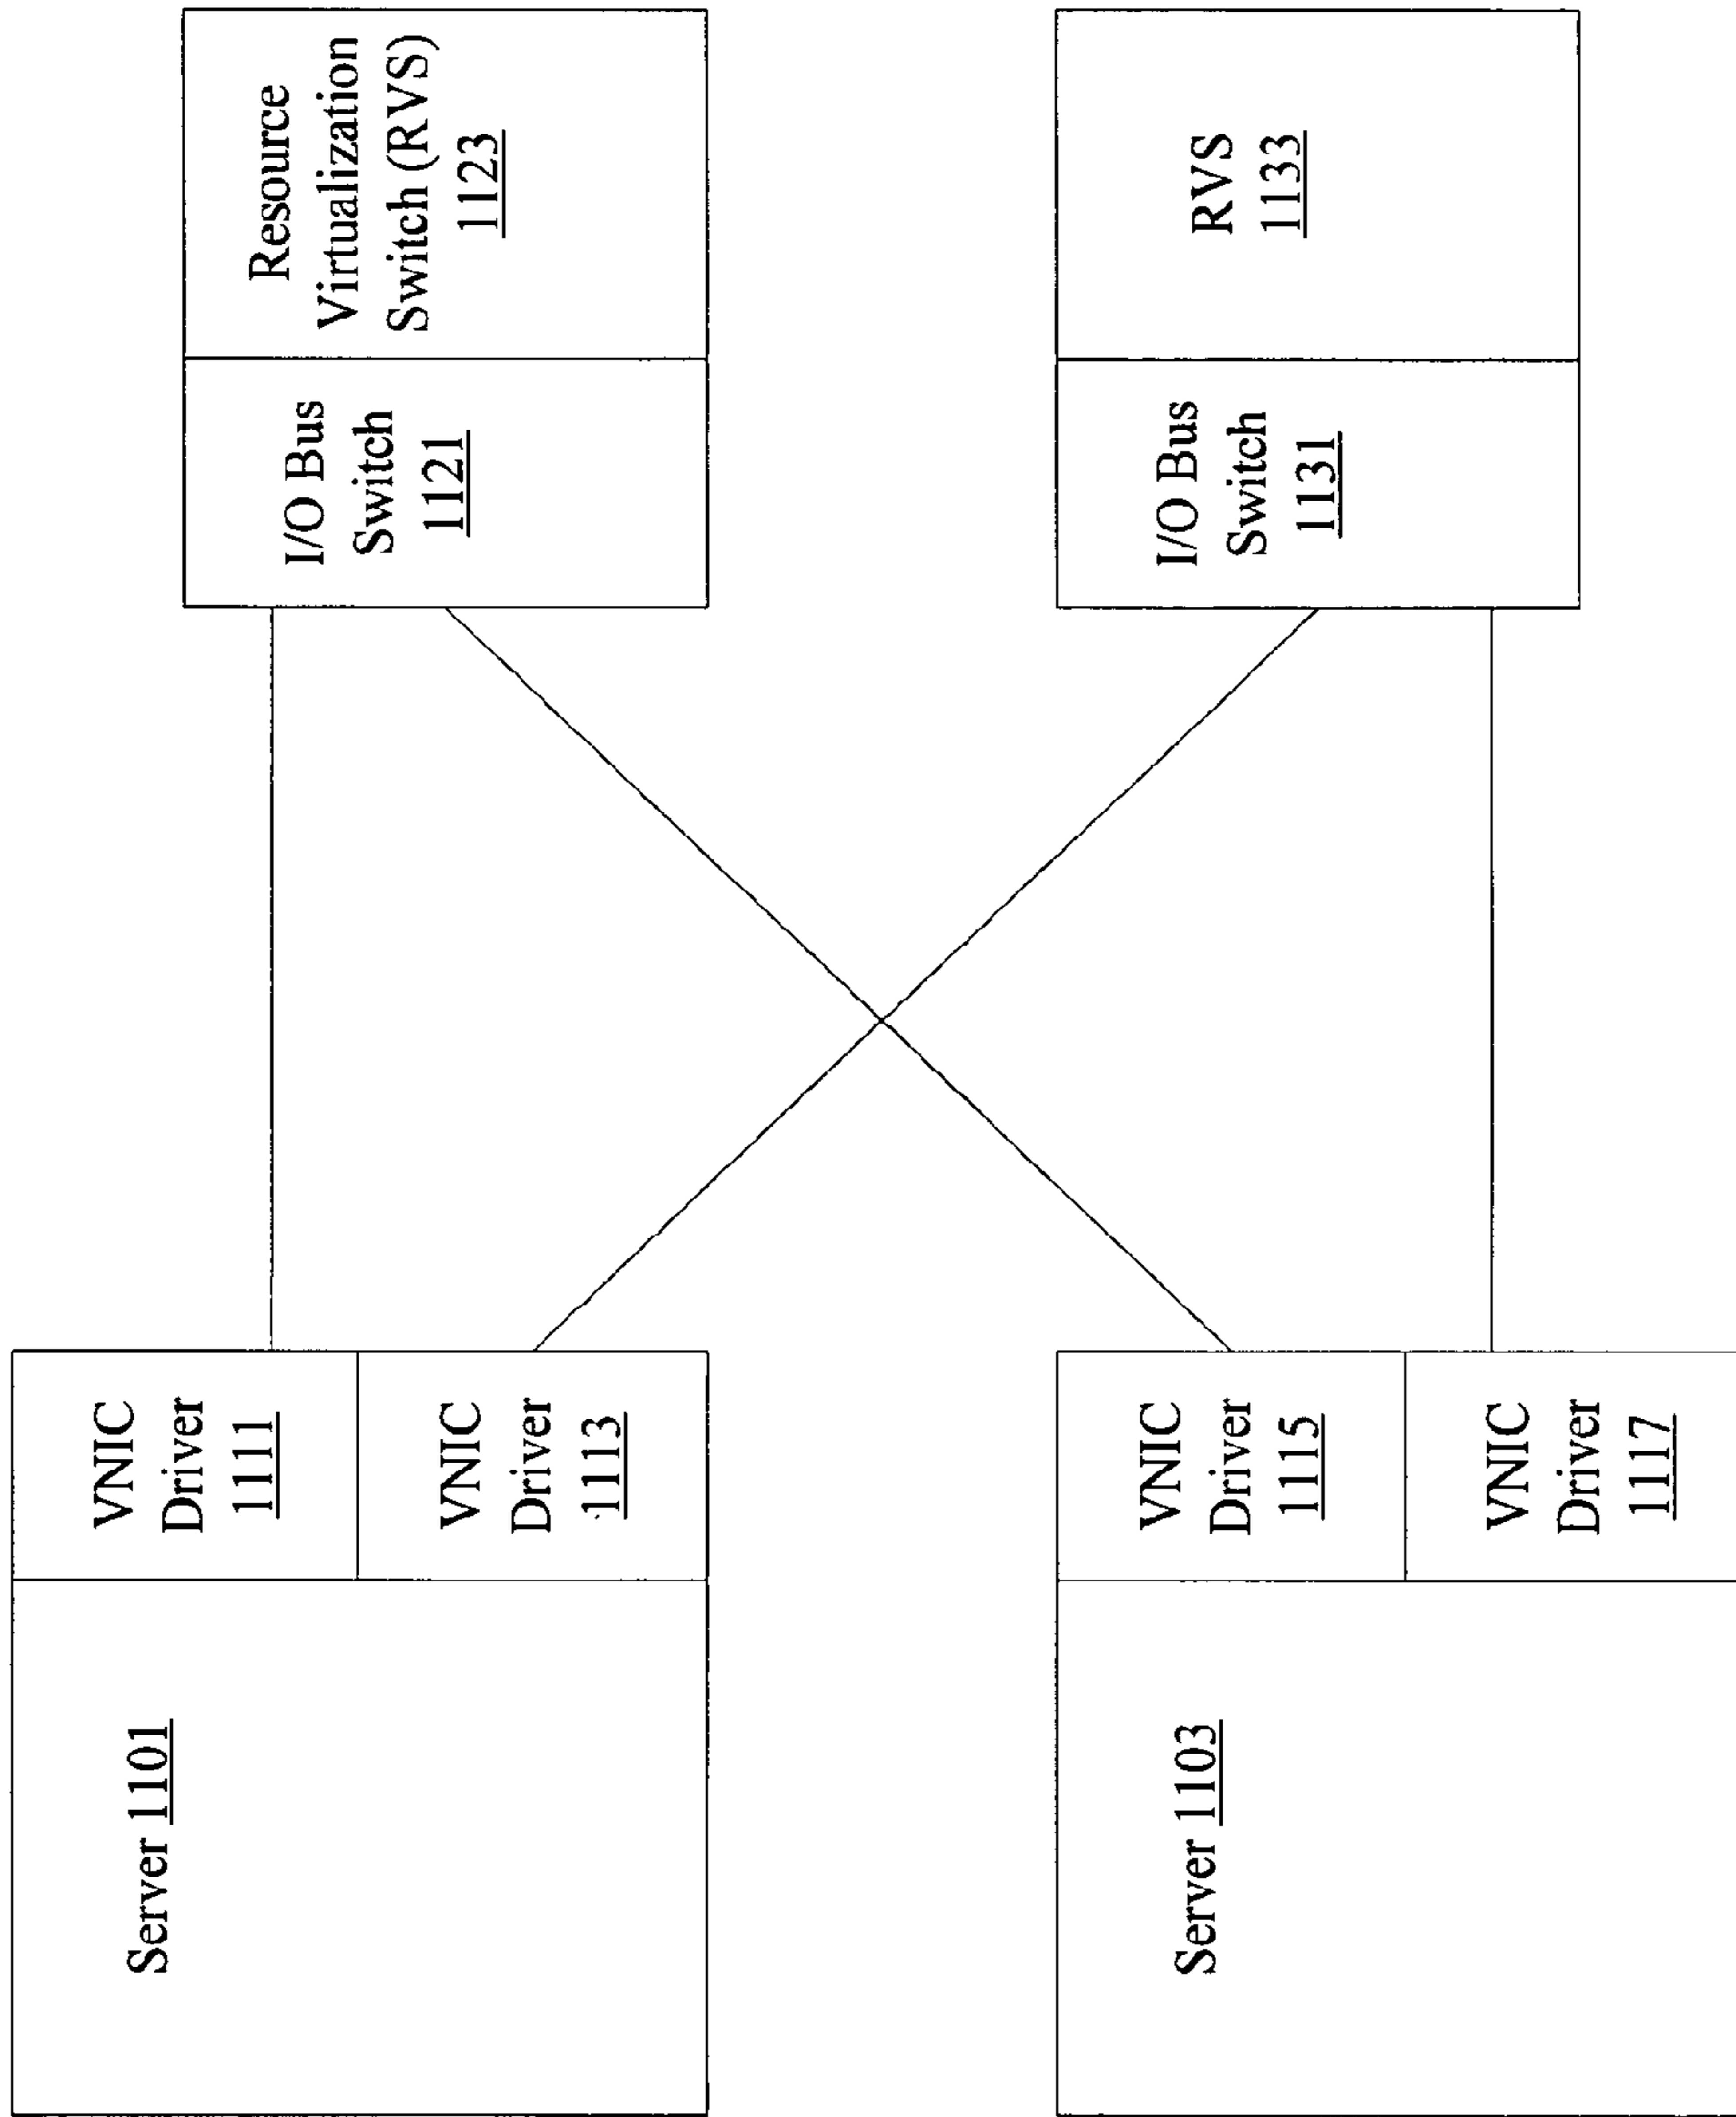 Server 1101
VNIC
Driver
1111
VNIC
Driver
1113
I/O Bus
Switch
1121
Resource
Virtualization
Switch (RVS)
1123
Server 1103
VNIC
Driver
1115
VNIC
Driver
1117
I/O Bus
Switch
1131
RVS
1133